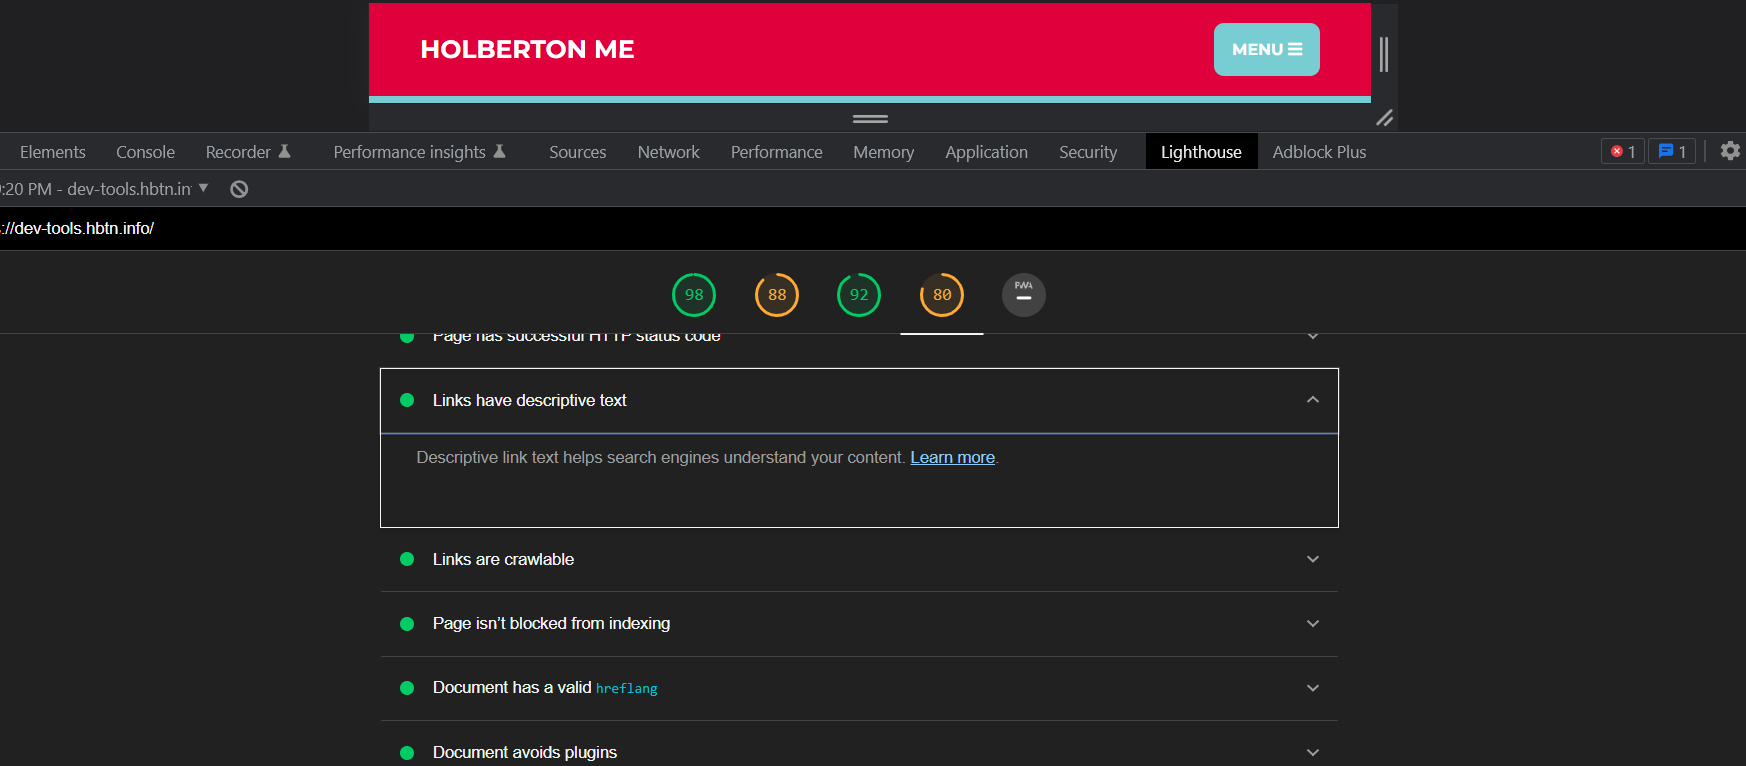 HOLBERTON ME
MENU
Elements Console Recorder Performance insights Sources Network Performance Memory Application Security Lighthouse Adblock Plus 1 1
:20 PM - dev-tools.hbtn.in
://dev-tools.hbtn.info/
98 88 92 80 PWA
Page has successful HTTP status code
Links have descriptive text
Descriptive link text helps search engines understand your content. Learn more.
Links are crawlable
Page isn’t blocked from indexing
Document has a valid hreflang
Document avoids plugins